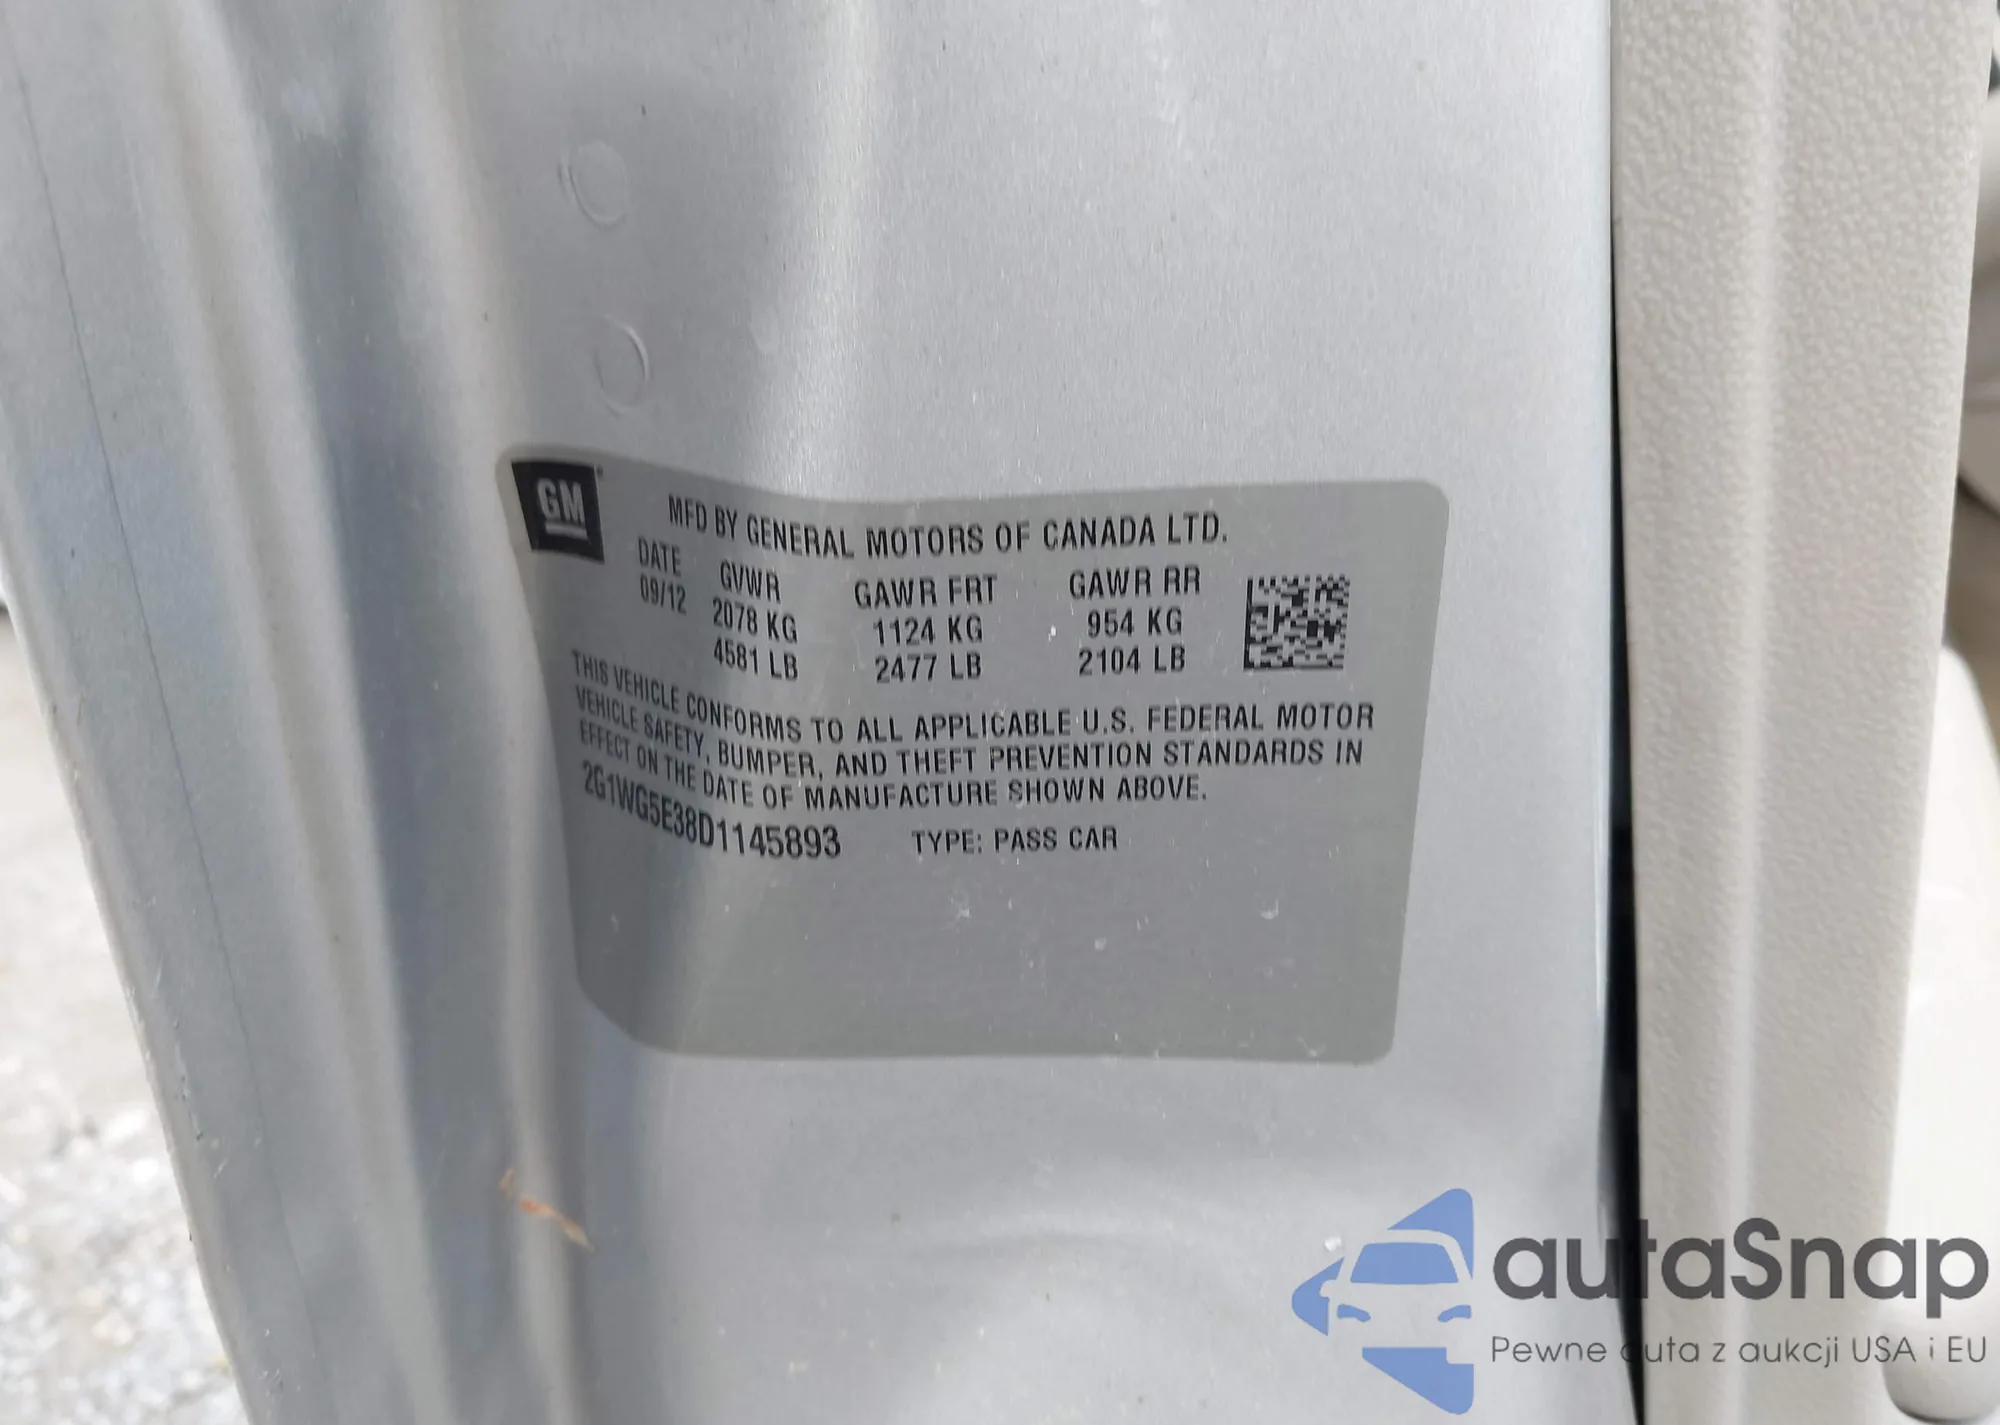 GM
MFD BY GENERAL MOTORS OF CANADA LTD.
DATE GVWR GAWR FRT GAWR RR
09/12 2078 KG 1124 KG 954 KG
4581 LB 2477 LB 2104 LB
THIS VEHICLE CONFORMS TO ALL APPLICABLE U.S. FEDERAL MOTOR
VEHICLE SAFETY, BUMPER, AND THEFT PREVENTION STANDARDS IN
EFFECT ON THE DATE OF MANUFACTURE SHOWN ABOVE.
2G1WG5E38D1145893 TYPE: PASS CAR
autaSnap
Pewne auta z aukcji USA i EU